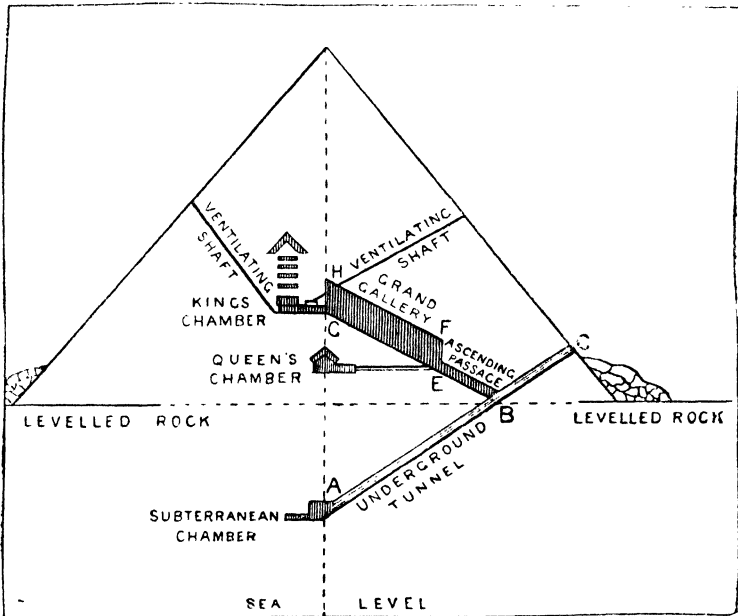 VENTILATING
SHAFT
VENTILATING
SHAFT
H
GRAND
GALLERY
KINGS
CHAMBER
G
F
C
ASCENDING
PASSAGE
QUEEN'S
CHAMBER
E
B
LEVELLED ROCK
LEVELLED ROCK
A
UNDERGROUND
TUNNEL
SUBTERRANEAN
CHAMBER
SEA LEVEL